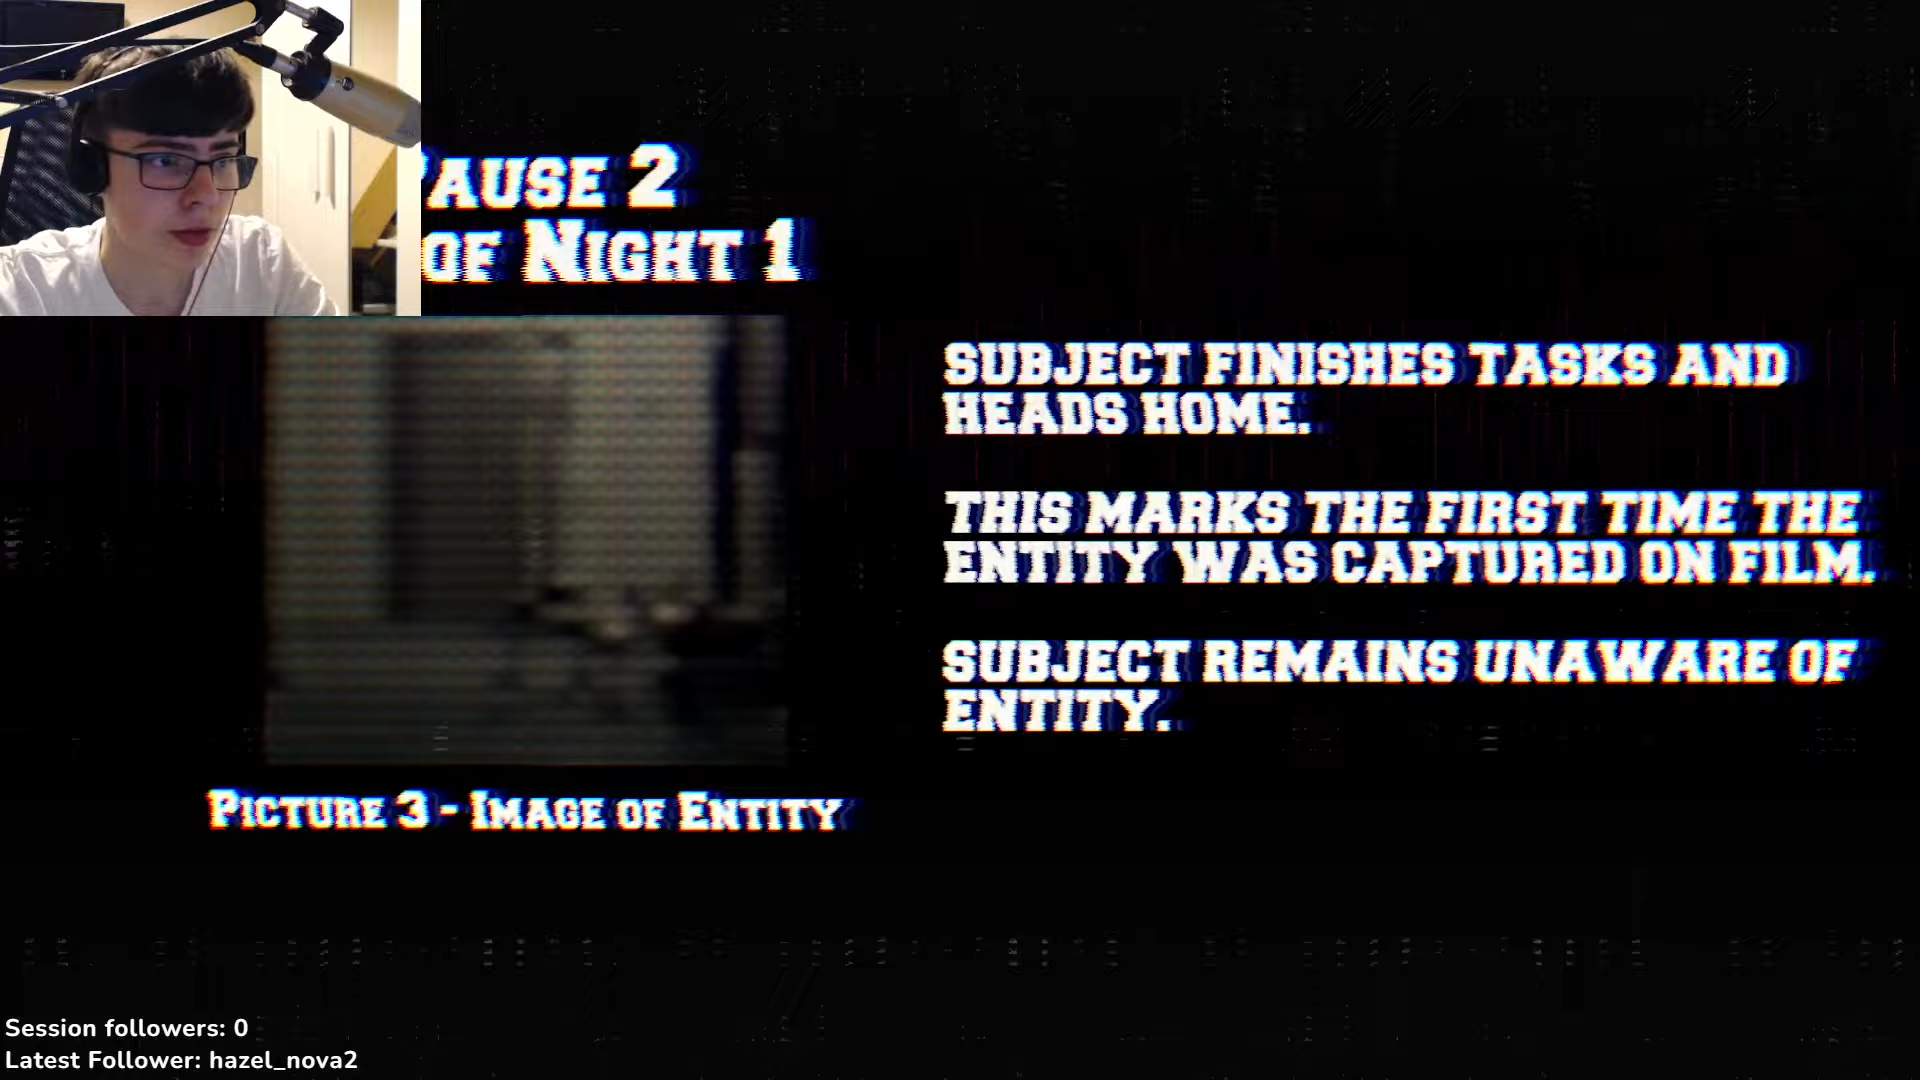 AUSE 2
OF NIGHT 1
SUBJECT FINISHES TASKS AND
HEADS HOME.
THIS MARKS THE FIRST TIME THE
ENTITY WAS CAPTURED ON FILM.
SUBJECT REMAINS UNAWARE OF
ENTITY.
PICTURE 3 - IMAGE OF ENTITY
Session followers: 0
Latest Follower: hazel_nova2